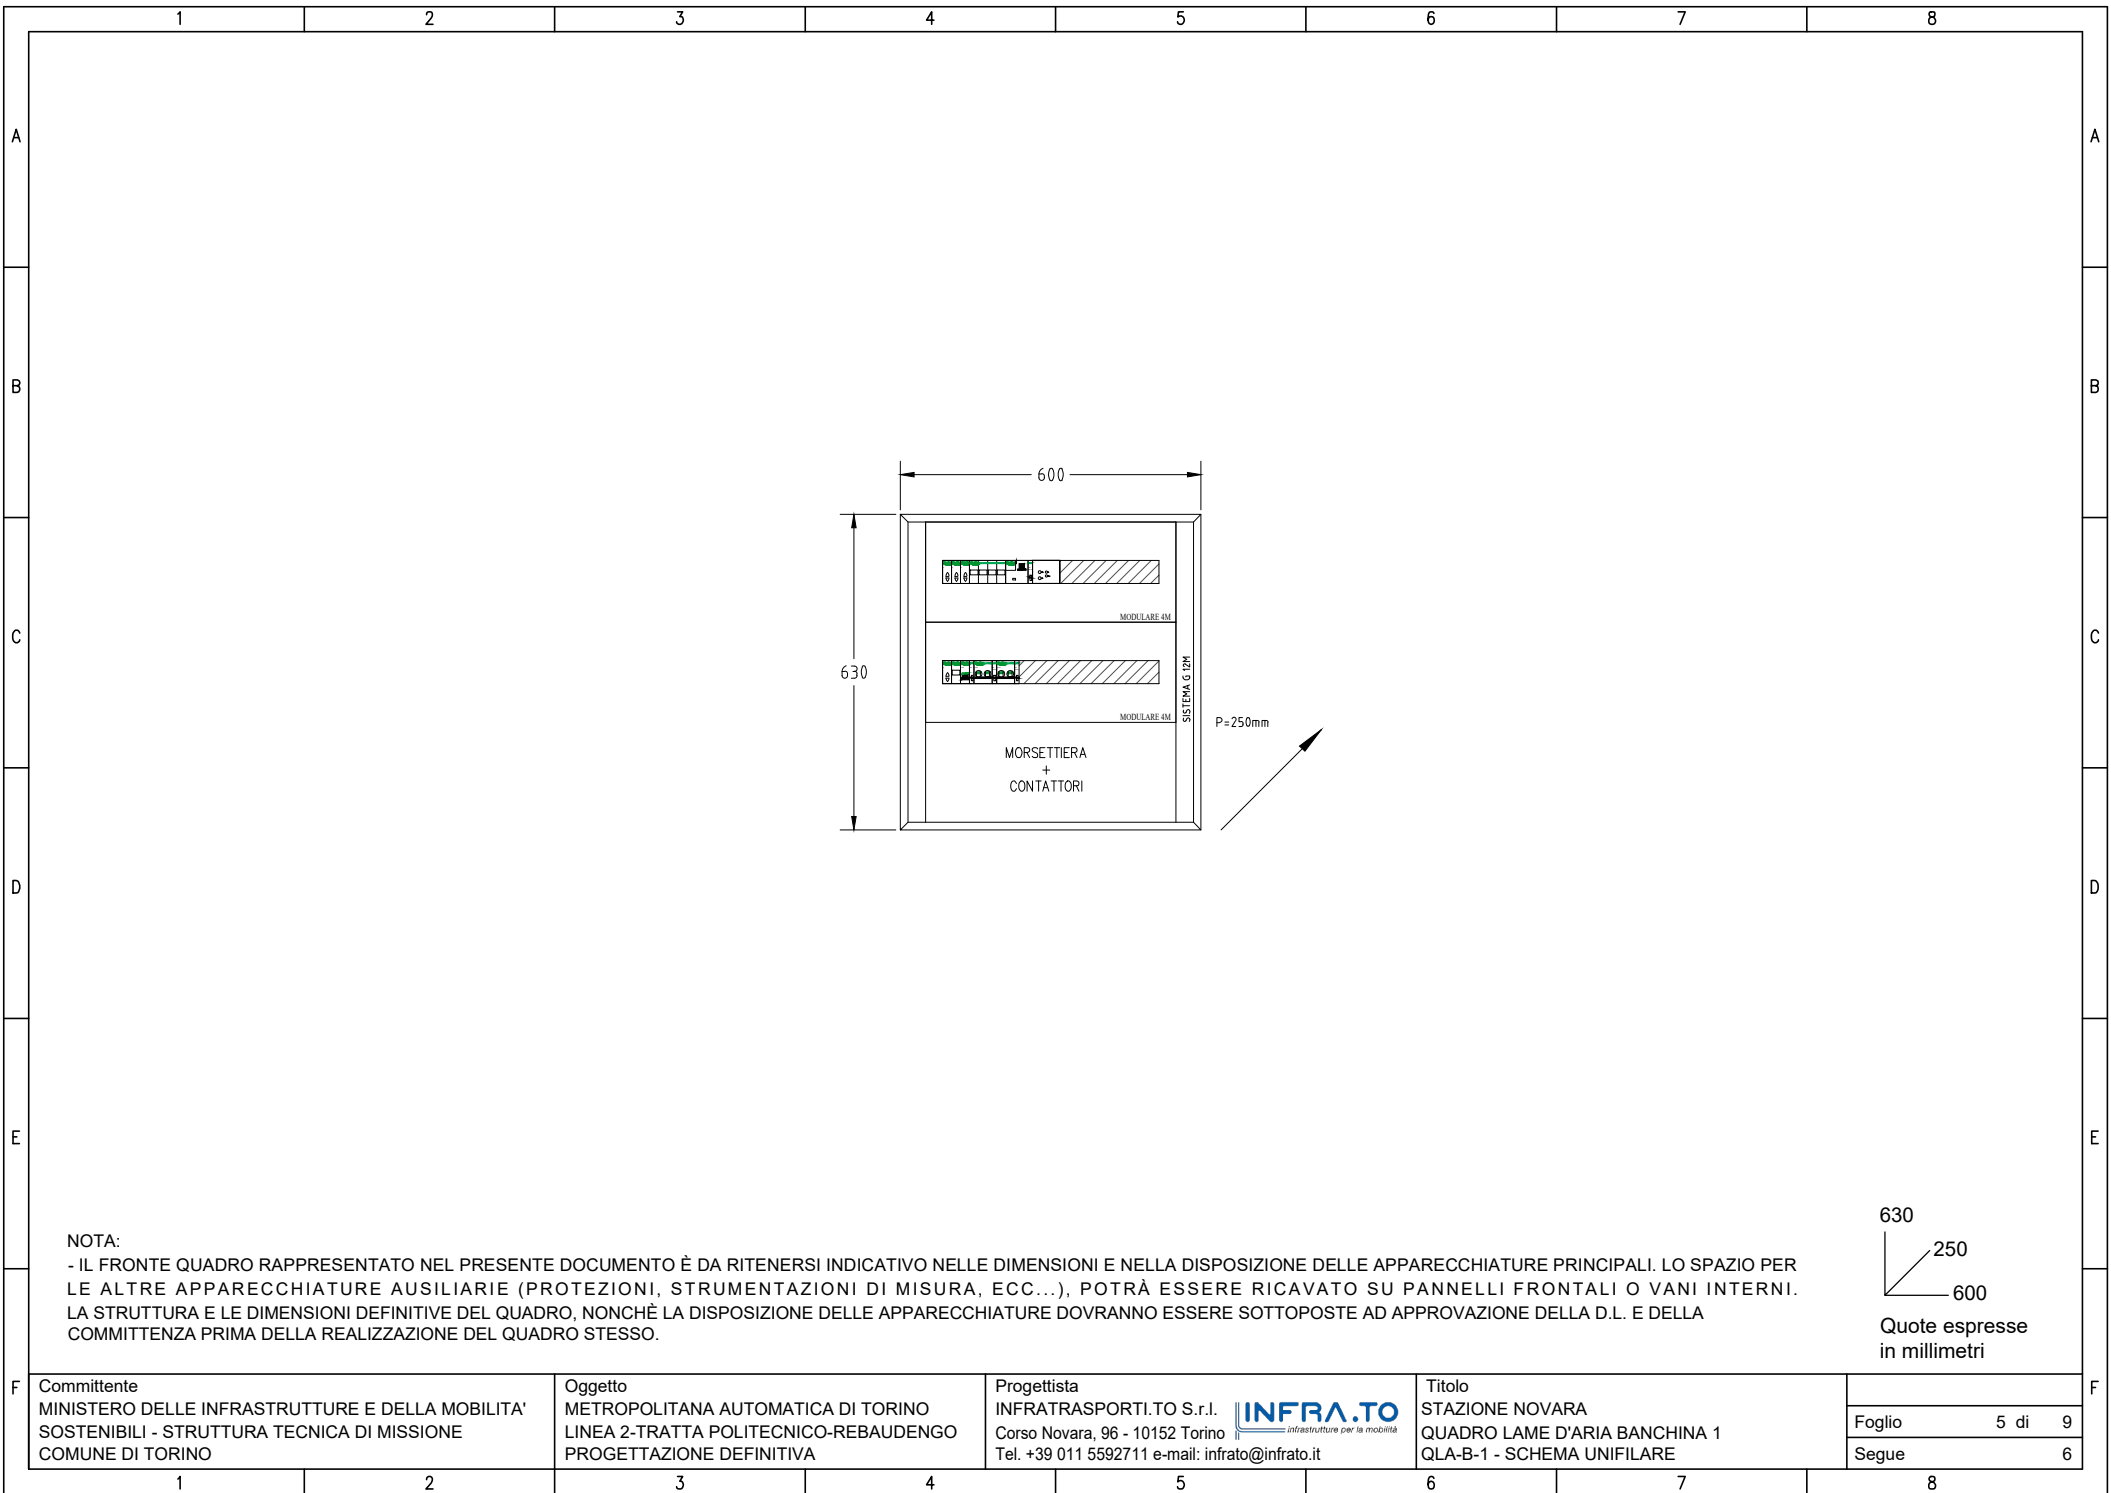 1 2 3 4 5 6 7 8
A A
B B
C C
D D
E E
F F
600
630
MODULARE 4M
MODULARE 4M
SISTEMA G 12M
P=250mm
MORSETTIERA
+
CONTATTORI
NOTA:
- IL FRONTE QUADRO RAPPRESENTATO NEL PRESENTE DOCUMENTO È DA RITENERSI INDICATIVO NELLE DIMENSIONI E NELLA DISPOSIZIONE DELLE APPARECCHIATURE PRINCIPALI. LO SPAZIO PER
LE ALTRE APPARECCHIATURE AUSILIARIE (PROTEZIONI, STRUMENTAZIONI DI MISURA, ECC...), POTRÀ ESSERE RICAVATO SU PANNELLI FRONTALI O VANI INTERNI.
LA STRUTTURA E LE DIMENSIONI DEFINITIVE DEL QUADRO, NONCHÈ LA DISPOSIZIONE DELLE APPARECCHIATURE DOVRANNO ESSERE SOTTOPOSTE AD APPROVAZIONE DELLA D.L. E DELLA
COMMITTENZA PRIMA DELLA REALIZZAZIONE DEL QUADRO STESSO.
630
250
600
Quote espresse
in millimetri
Committente
MINISTERO DELLE INFRASTRUTTURE E DELLA MOBILITA'
SOSTENIBILI - STRUTTURA TECNICA DI MISSIONE
COMUNE DI TORINO
Oggetto
METROPOLITANA AUTOMATICA DI TORINO
LINEA 2-TRATTA POLITECNICO-REBAUDENGO
PROGETTAZIONE DEFINITIVA
Progettista
INFRATRASPORTI.TO S.r.l.
Corso Novara, 96 - 10152 Torino
Tel. +39 011 5592711 e-mail: infrato@infrato.it
INFRA.TO
infrastrutture per la mobilità
Titolo
STAZIONE NOVARA
QUADRO LAME D'ARIA BANCHINA 1
QLA-B-1 - SCHEMA UNIFILARE
Foglio 5 di 9
Segue 6
1 2 3 4 5 6 7 8